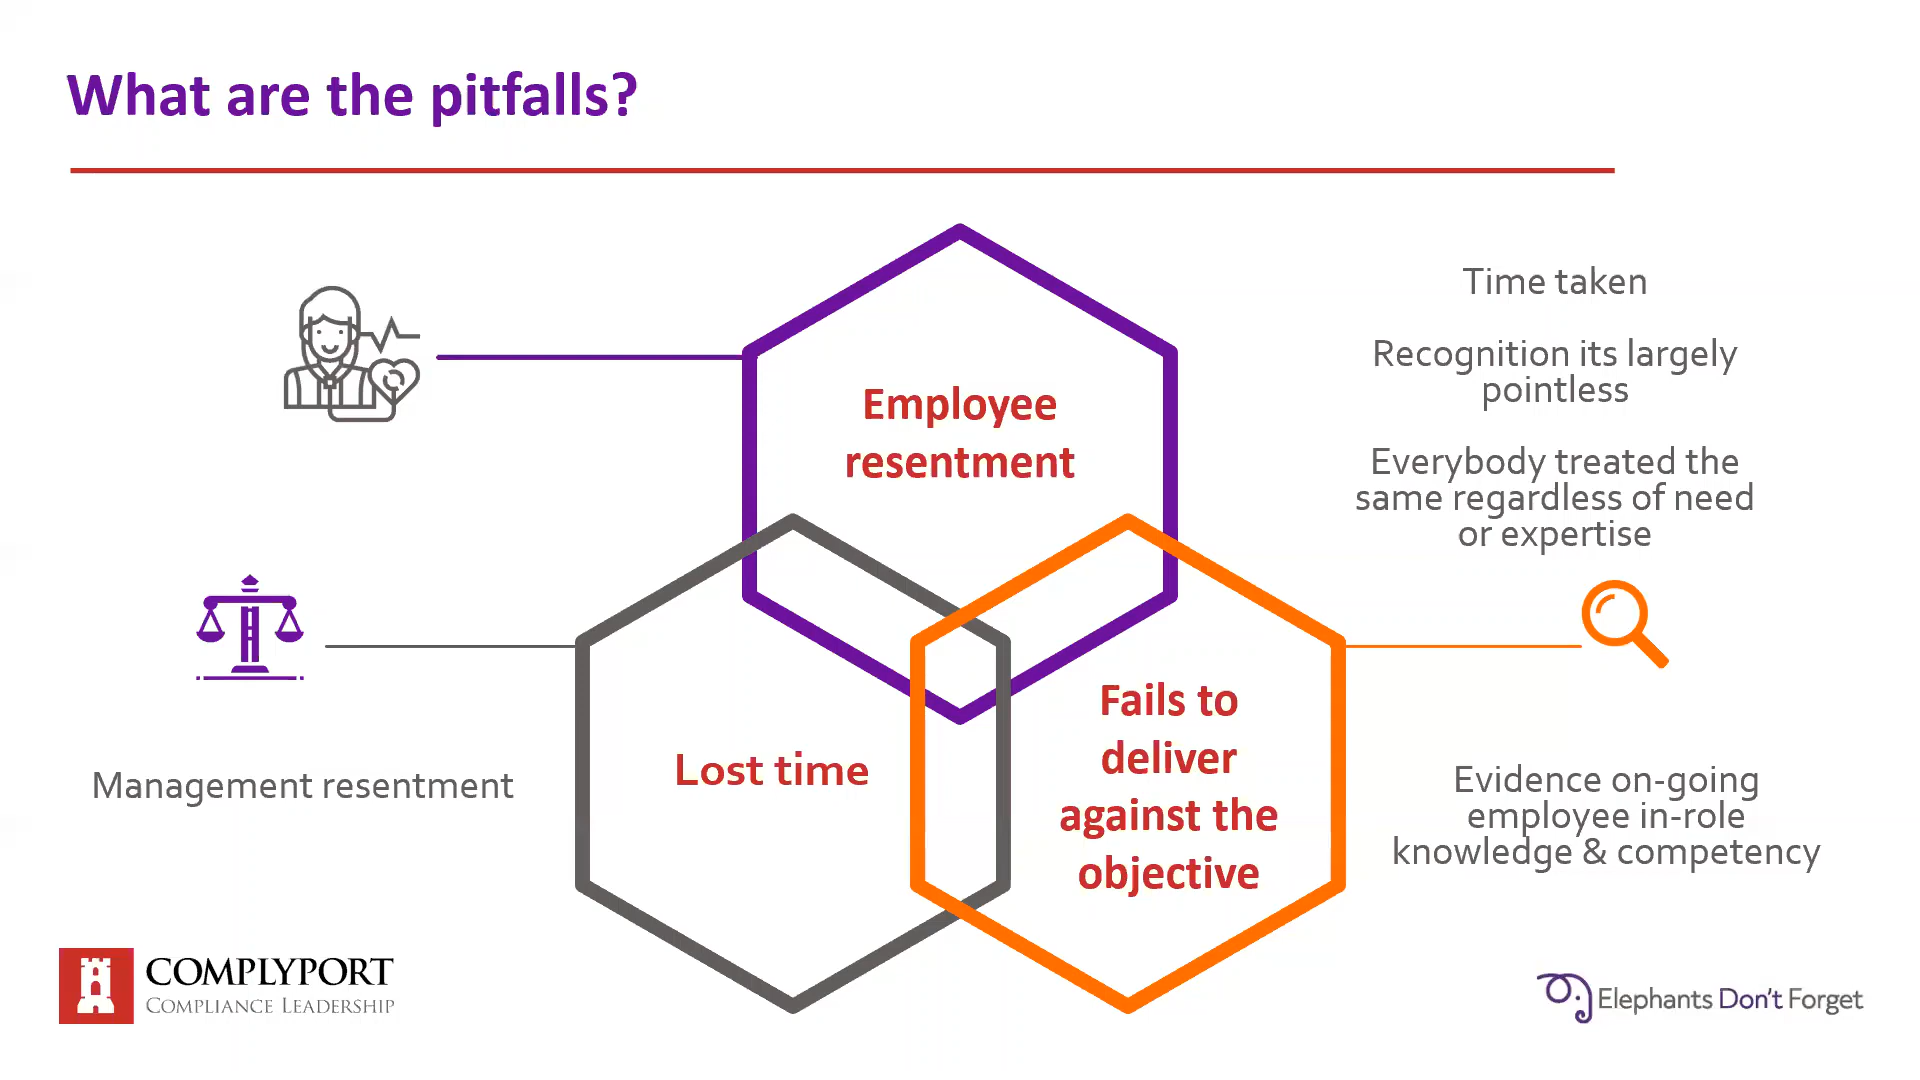 What are the pitfalls?
Employee
resentment
Time taken
Recognition its largely
pointless
Everybody treated the
same regardless of need
or expertise
Lost time
Management resentment
Fails to
deliver
against the
objective
Evidence on-going
employee in-role
knowledge & competency
COMPLYPORT
COMPLIANCE LEADERSHIP
Elephants Don't Forget